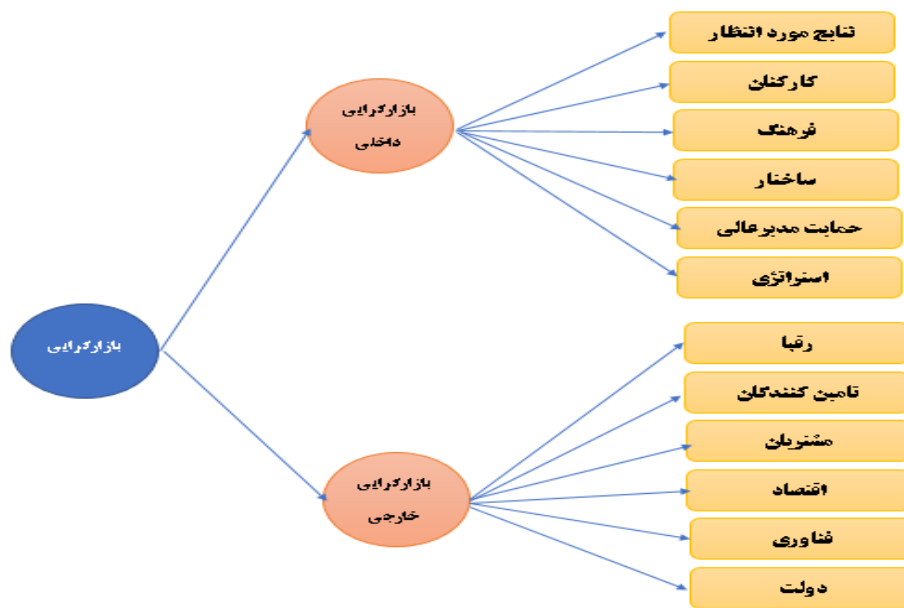 نتایج مورد انتظار
کارکنان
فرهنگ
ساختار
حمایت مدیرعالی
استراتژی
بازارگرایی
داخلی
بازارگرایی
رقبا
تامین کنندگان
مشتریان
اقتصاد
فناوری
دولت
بازارگرایی
خارجی